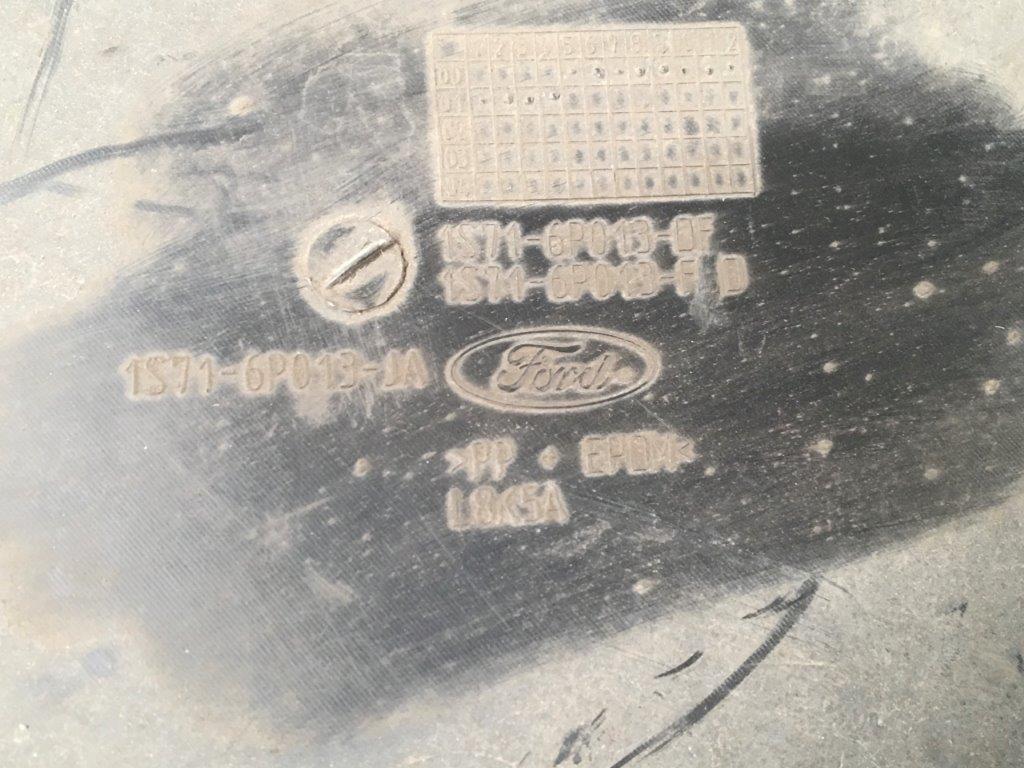 1S71-6P013-DF
1S71-6P013-F D
1S71-6P013-JA
Ford
>PP + EPDM<
L8K5A